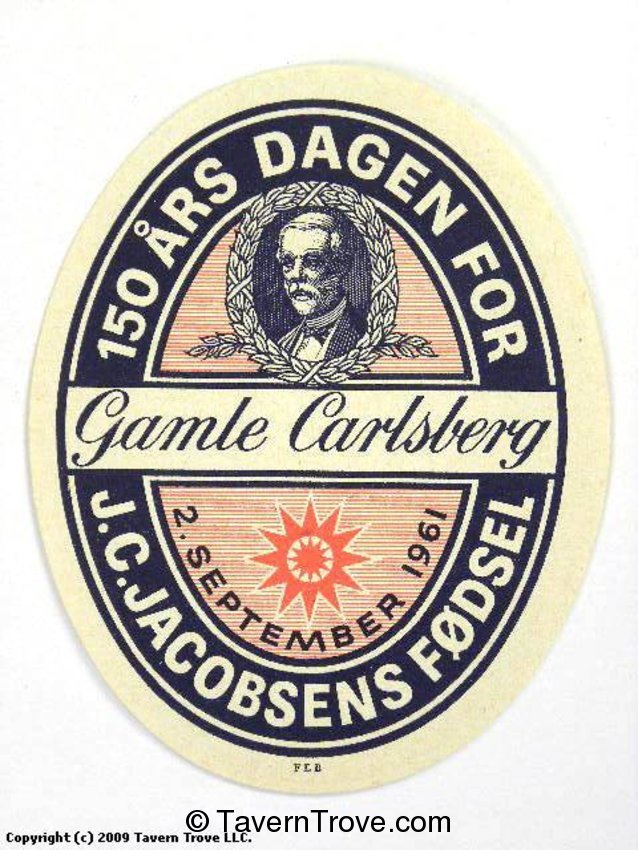 150 ÅRS DAGEN FOR
Gamle Carlsberg
2. SEPTEMBER 1961
J.C. JACOBSENS FØDSEL
FEB
© TavernTrove.com
Copyright (c) 2009 Tavern Trove LLC.